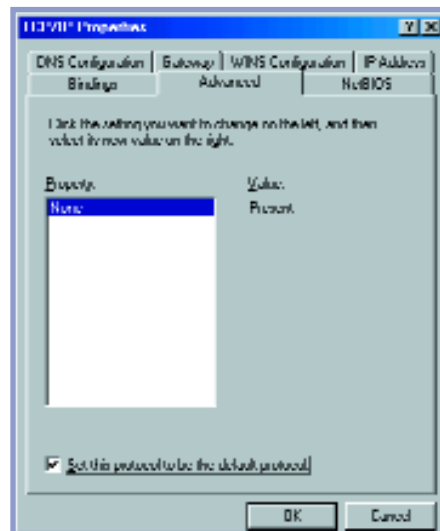 TCP/IP Properties
DNS Configuration Gateway WINS Configuration IP Address
Bindings Advanced NetBIOS
Click the setting you want to change on the left, and then
select its new value on the right.
Property: Value:
None Present
Set this protocol to be the default protocol
OK Cancel